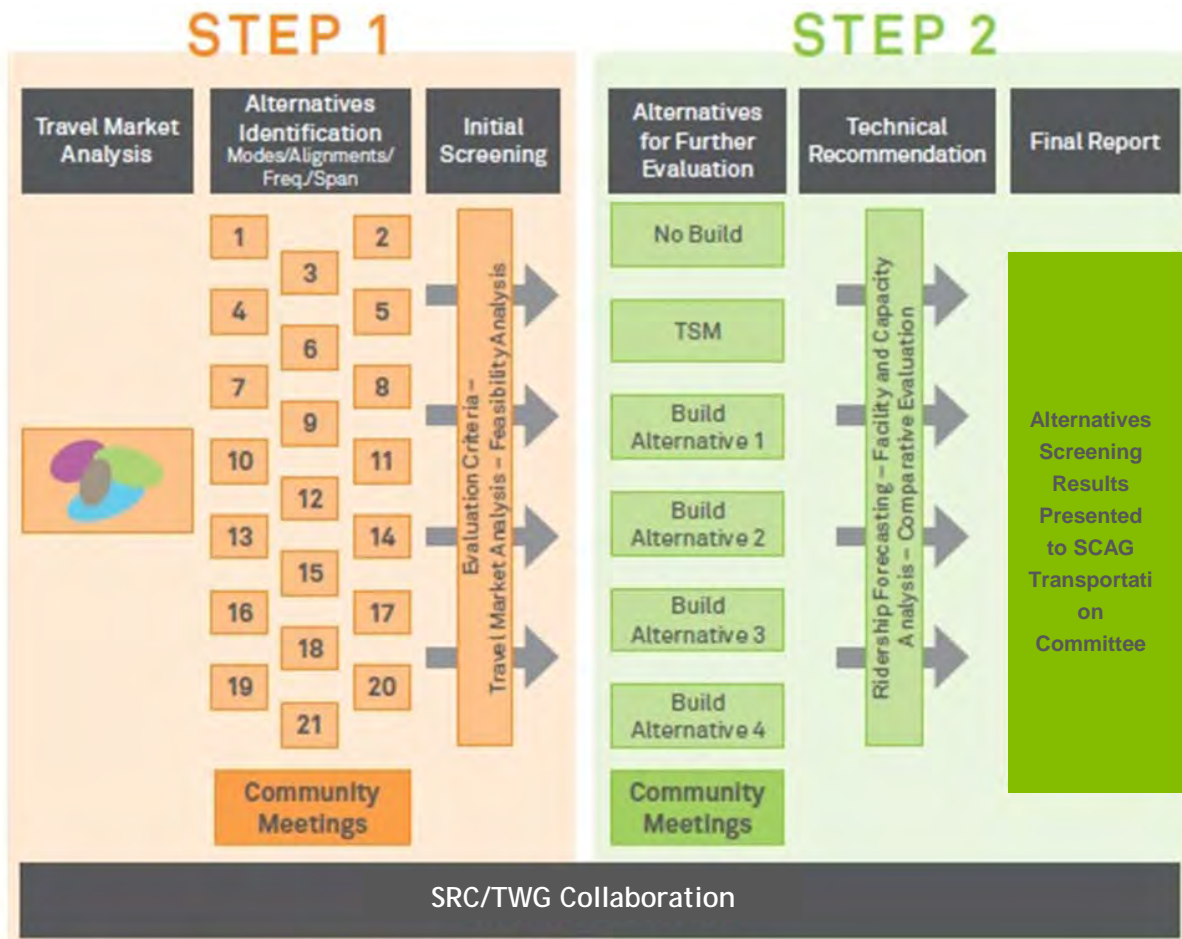 STEP 1
Travel Market
Analysis
Alternatives
Identification
Modes/Alignments/
Freq./Span
Initial
Screening
1
2
3
4
5
6
7
8
9
10
11
12
13
14
15
16
17
18
19
20
21
Evaluation Criteria –
Travel Market Analysis – Feasibility Analysis
Community
Meetings
STEP 2
Alternatives
for Further
Evaluation
Technical
Recommendation
Final Report
No Build
TSM
Build
Alternative 1
Build
Alternative 2
Build
Alternative 3
Build
Alternative 4
Ridership Forecasting – Facility and Capacity
Analysis – Comparative Evaluation
Alternatives
Screening
Results
Presented
to SCAG
Transportati
on
Committee
Community
Meetings
SRC/TWG Collaboration